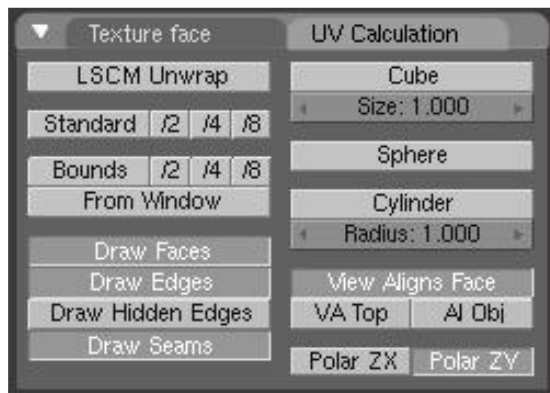 Texture face UV Calculation
LSCM Unwrap
Standard /2 /4 /8
Bounds /2 /4 /8
From Window
Draw Faces
Draw Edges
Draw Hidden Edges
Draw Seams
Cube
Size: 1.000
Sphere
Cylinder
Radius: 1.000
View Aligns Face
VA Top Al Obj
Polar ZX Polar ZY